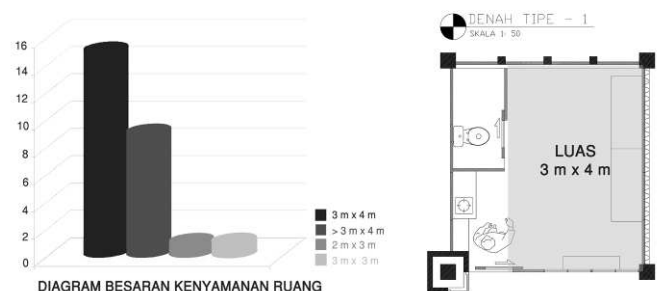 16
14
12
10
8
6
4
2
0
3 m x 4 m
> 3 m x 4 m
2 m x 3 m
3 m x 3 m
DIAGRAM BESARAN KENYAMANAN RUANG
DENAH TIPE - 1
SKALA 1: 50
LUAS
3 m x 4 m